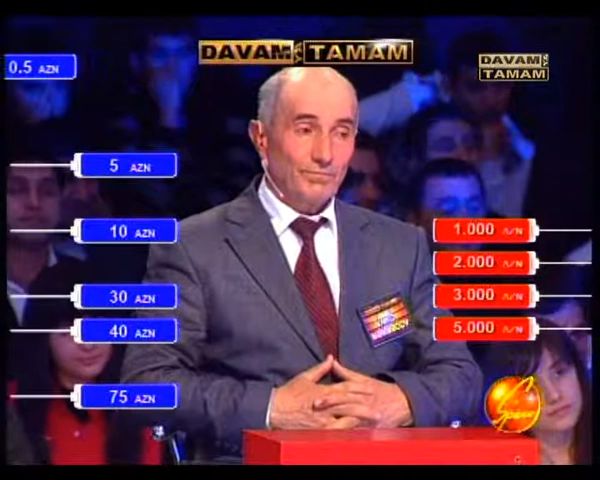 DAVAM TAMAM
DAVAM
TAMAM
0.5 AZN
5 AZN
10 AZN
30 AZN
40 AZN
75 AZN
1.000 AZN
2.000 AZN
3.000 AZN
5.000 AZN
Space